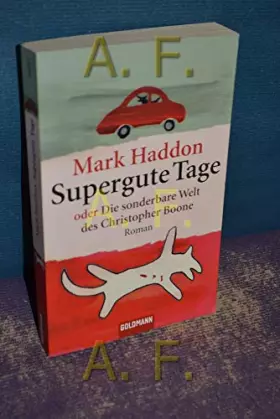 A. F.
Mark Haddon
Supergute Tage
A. F.
oder Die sonderbare Welt
des Christopher Boone
Roman
GOLDMANN
A. F.